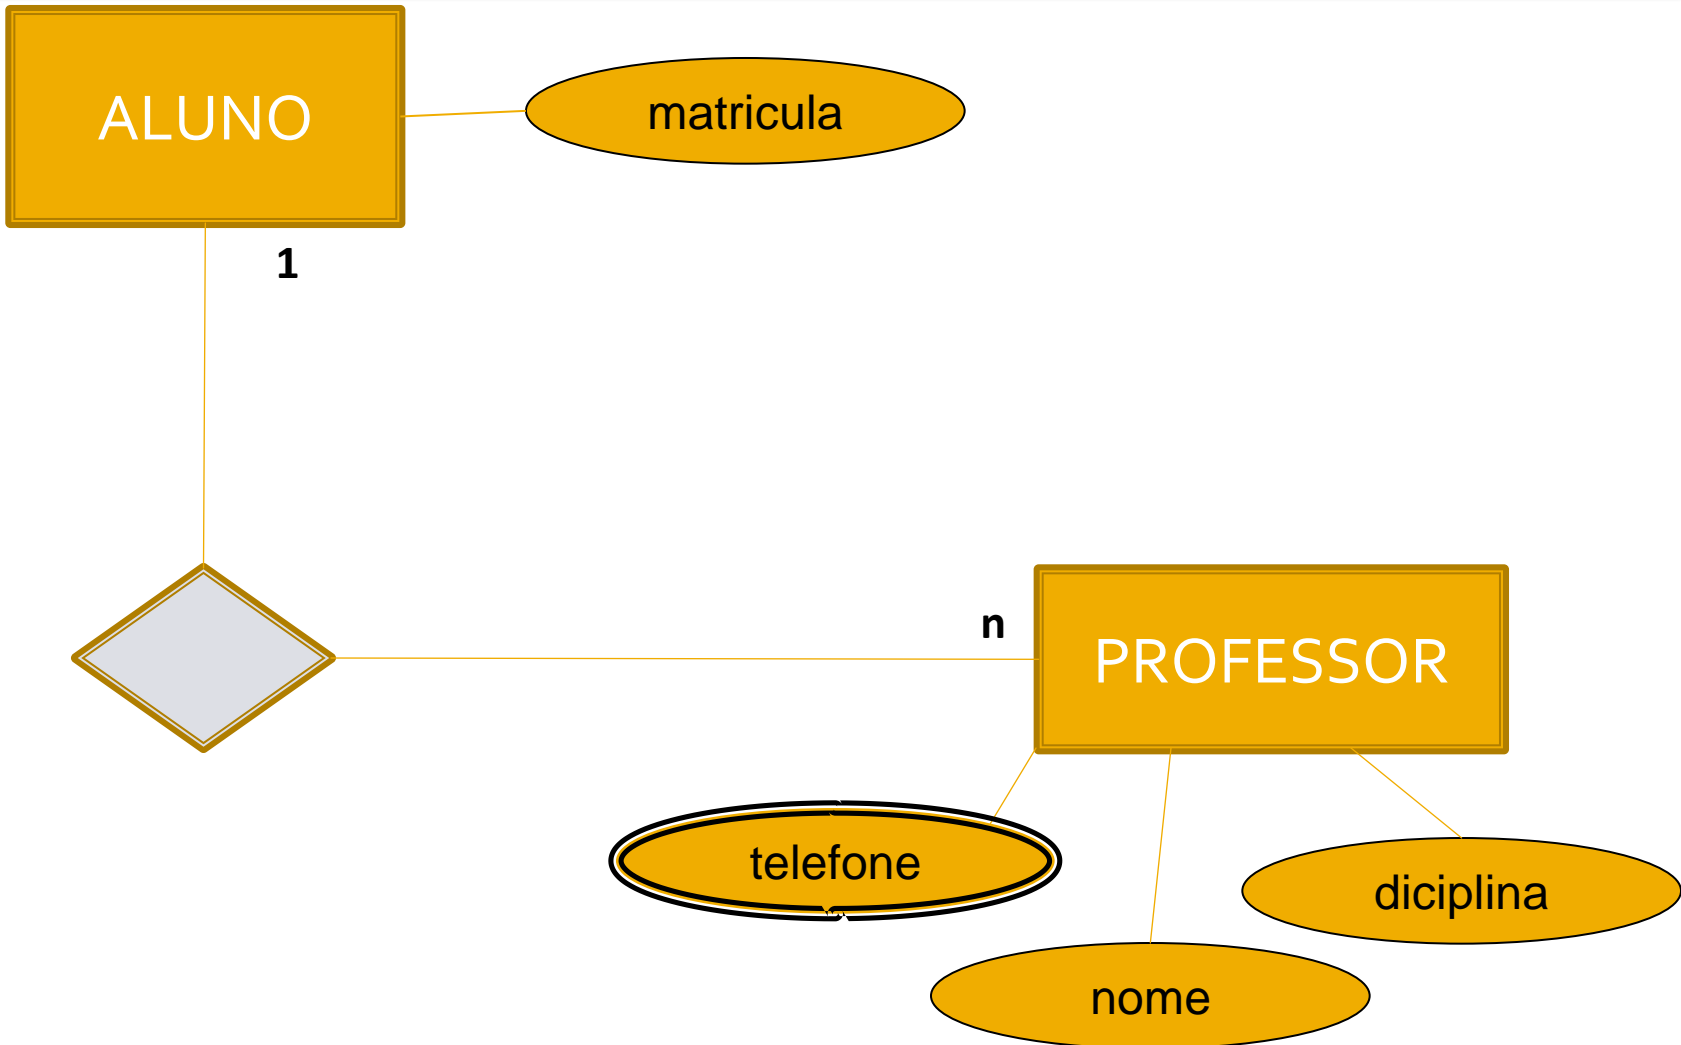 ALUNO
matricula
1
n
PROFESSOR
telefone
diciplina
nome